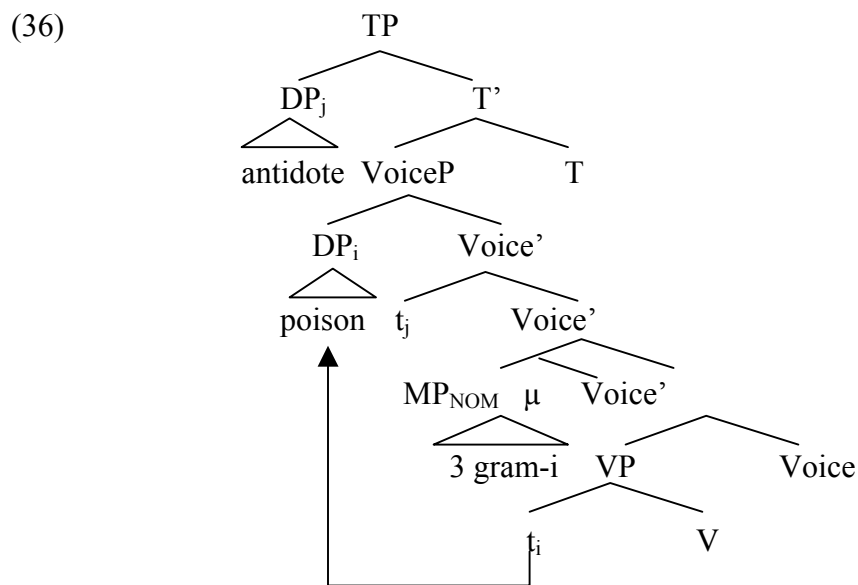 (36) TP
DPj T’
antidote VoiceP T
DPi Voice’
poison tj Voice’
MPNOM µ Voice’
3 gram-i VP Voice
ti V